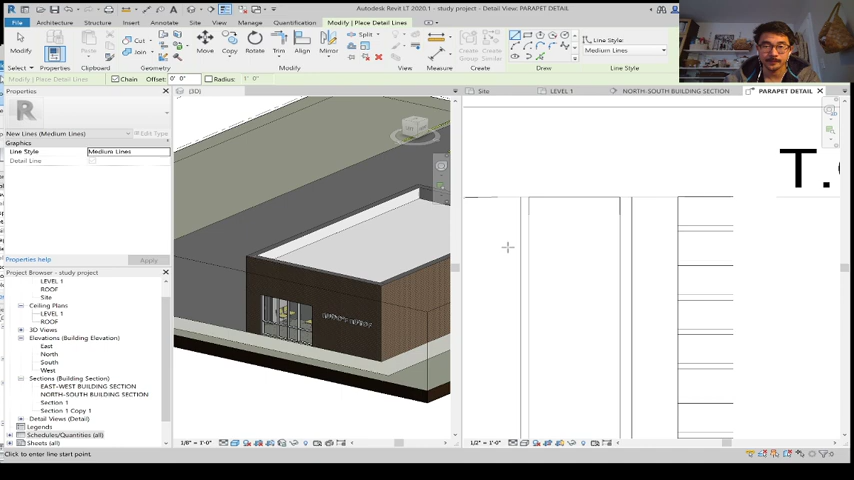 Autodesk Revit LT 2020.1 - study project - Detail View: PARAPET DETAIL
File
Architecture
Structure
Insert
Annotate
Site
View
Manage
Quantification
Modify | Place Detail Lines
Modify
Paste
Cut
Join
Move
Copy
Rotate
Trim
Align
Mirror
Split
Measure
Create
Line Style:
Medium Lines
Select
Properties
Clipboard
Geometry
Modify
View
Measure
Create
Draw
Line Style
Modify | Place Detail Lines
Chain
Offset: 0' 0"
Radius: 1' 0"
Properties
{3D}
Site
LEVEL 1
NORTH-SOUTH BUILDING SECTION
PARAPET DETAIL
New Lines (Medium Lines)
Edit Type
Graphics
Line Style
Medium Lines
Detail Line
Properties help
Apply
Project Browser - study project
LEVEL 1
ROOF
Site
Ceiling Plans
LEVEL 1
ROOF
3D Views
Elevations (Building Elevation)
East
North
South
West
Sections (Building Section)
EAST-WEST BUILDING SECTION
NORTH-SOUTH BUILDING SECTION
Section 1
Section 1 Copy 1
Detail Views (Detail)
Legends
Schedules/Quantities (all)
Sheets (all)
1/8" = 1'-0"
1/2" = 1'-0"
Click to enter line start point.